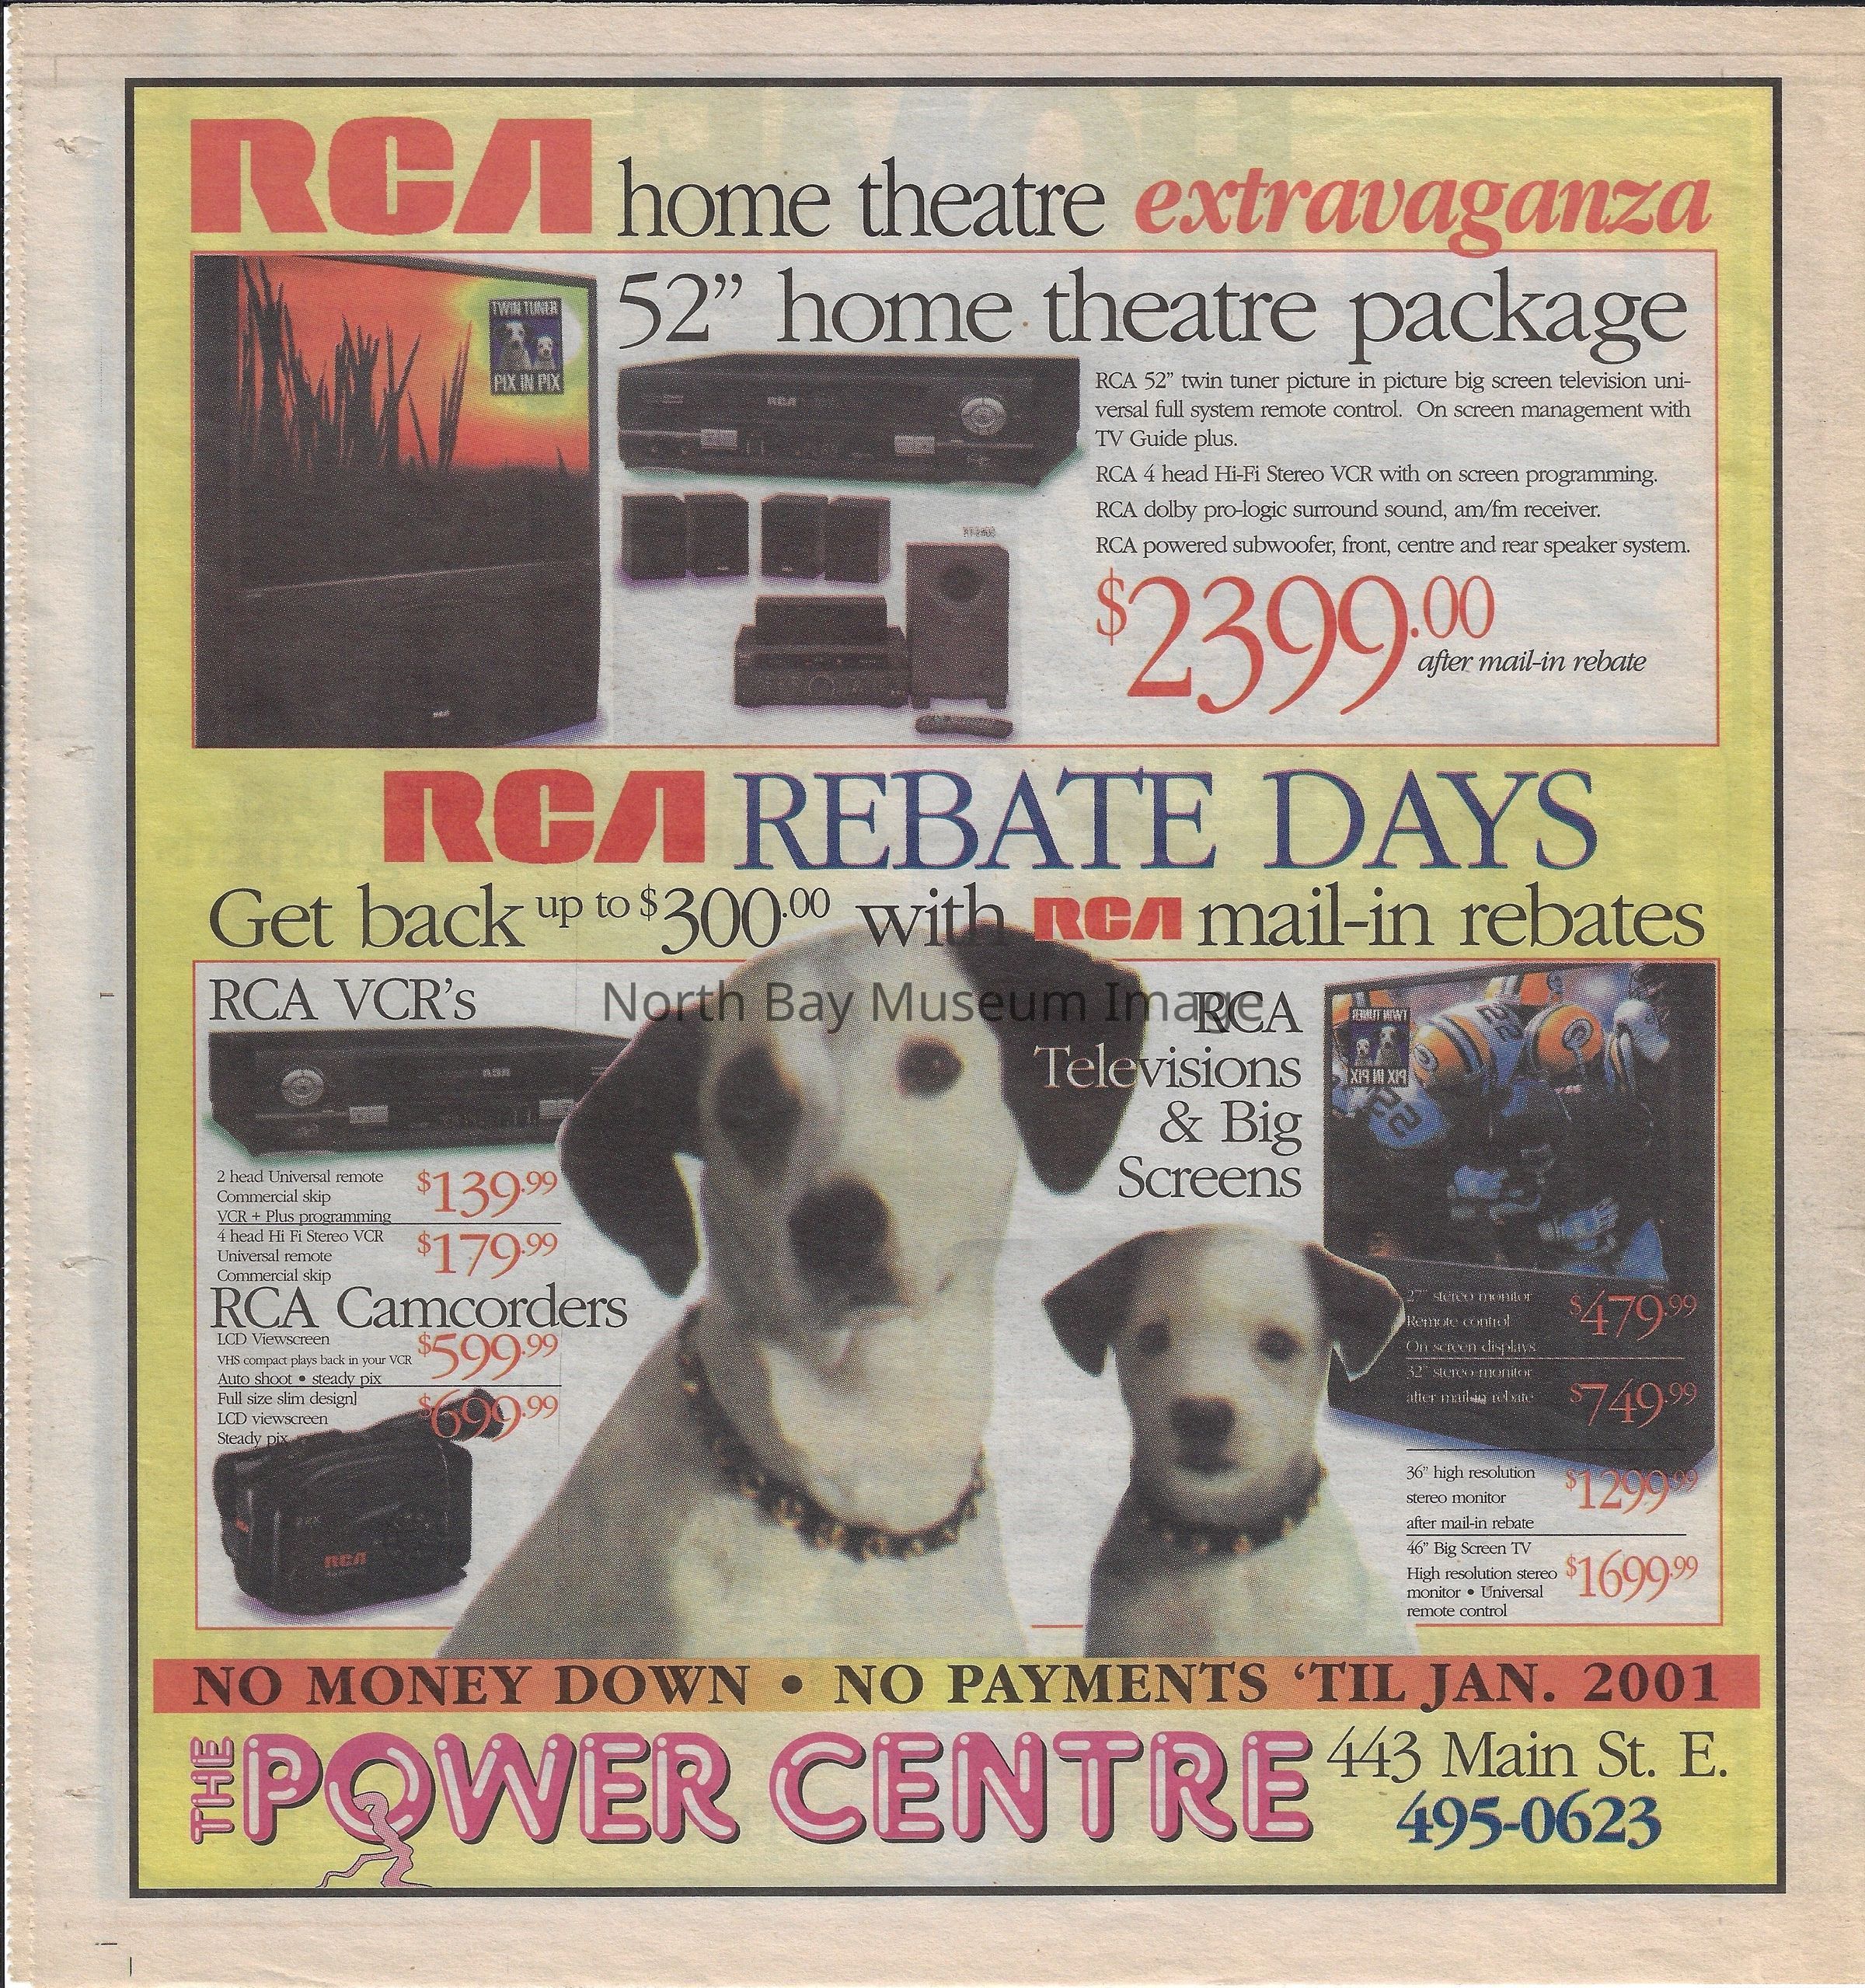 RCA home theatre extravaganza
TWIN TUNER
PIX IN PIX
52” home theatre package
RCA
RCA 52” twin tuner picture in picture big screen television uni-
versal full system remote control. On screen management with
TV Guide plus.
RCA 4 head Hi-Fi Stereo VCR with on screen programming.
RCA dolby pro-logic surround sound, am/fm receiver.
RCA powered subwoofer, front, centre and rear speaker system.
$2399.00
after mail-in rebate
RCA REBATE DAYS
Get back up to $300.00 with RCA mail-in rebates
North Bay Museum Image
RCA VCR’s
RCA
2 head Universal remote
Commercial skip
VCR + Plus programming
$139.99
4 head Hi Fi Stereo VCR
Universal remote
Commercial skip
$179.99
RCA Camcorders
LCD Viewscreen
VHS compact plays back in your VCR
Auto shoot • steady pix
$599.99
Full size slim design]
LCD viewscreen
Steady pix
$699.99
22X
RCA
RCA
Televisions
& Big
Screens
TWIN TUNER
PIX IN PIX
22
22
27” stereo monitor
Remote control
On screen displays
$479.99
32” stereo monitor
after mail-in rebate
$749.99
36” high resolution
stereo monitor
after mail-in rebate
$1299.99
46” Big Screen TV
High resolution stereo
monitor • Universal
remote control
$1699.99
NO MONEY DOWN • NO PAYMENTS ‘TIL JAN. 2001
THE POWER CENTRE
443 Main St. E.
495-0623